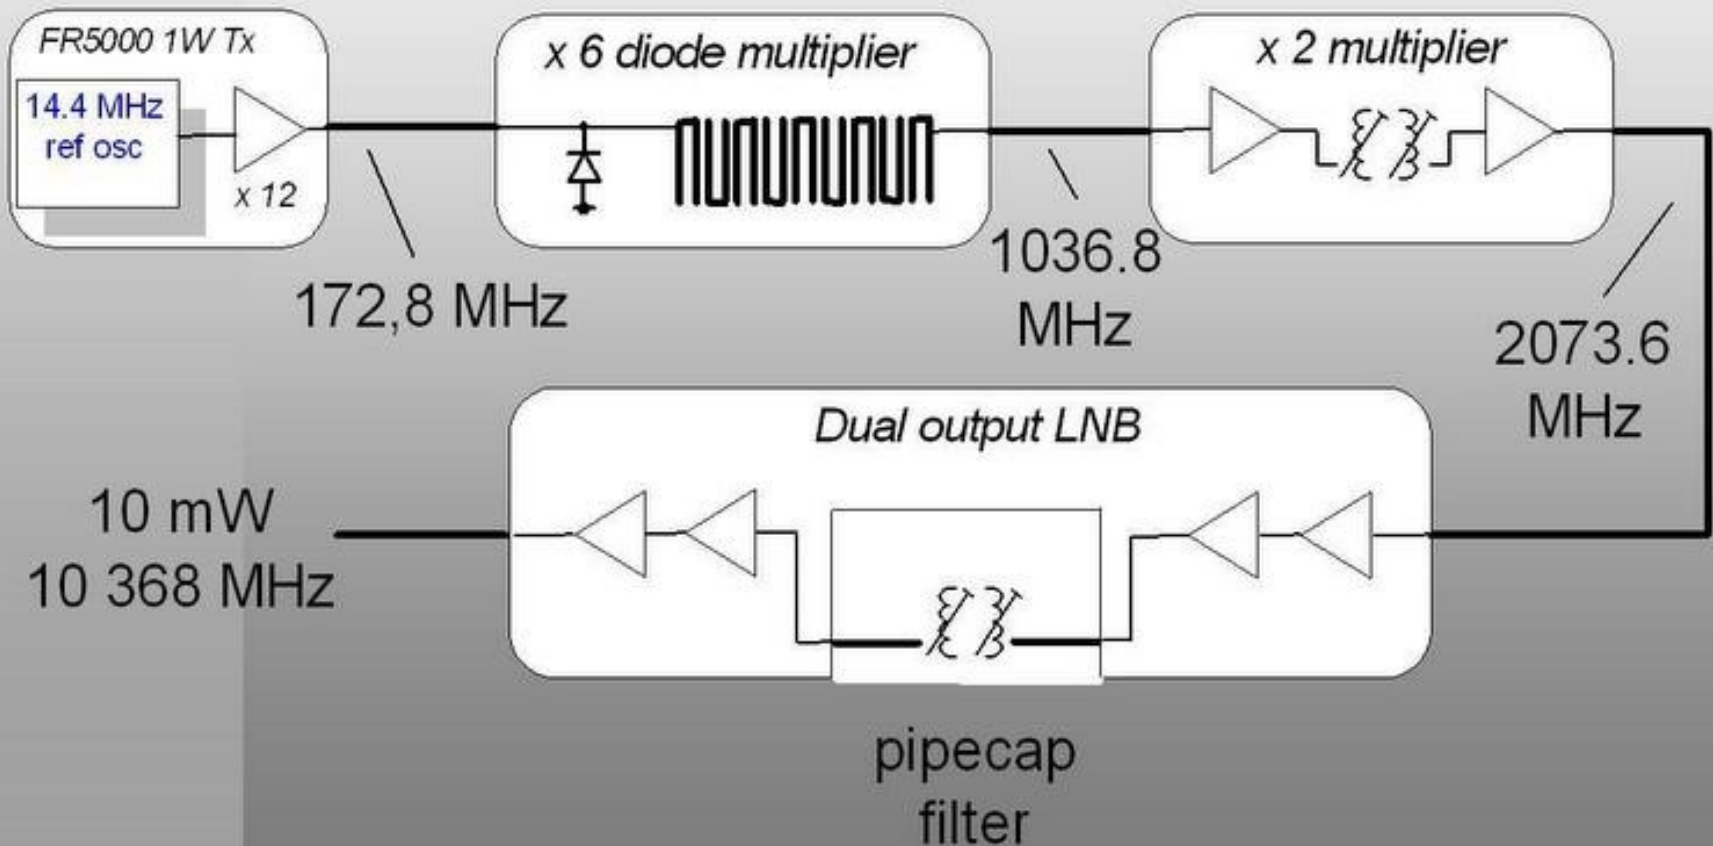 FR5000 1W Tx
14.4 MHz
ref osc
x 12
172,8 MHz
x 6 diode multiplier
1036.8
MHz
x 2 multiplier
2073.6
MHz
Dual output LNB
10 mW
10 368 MHz
pipecap
filter